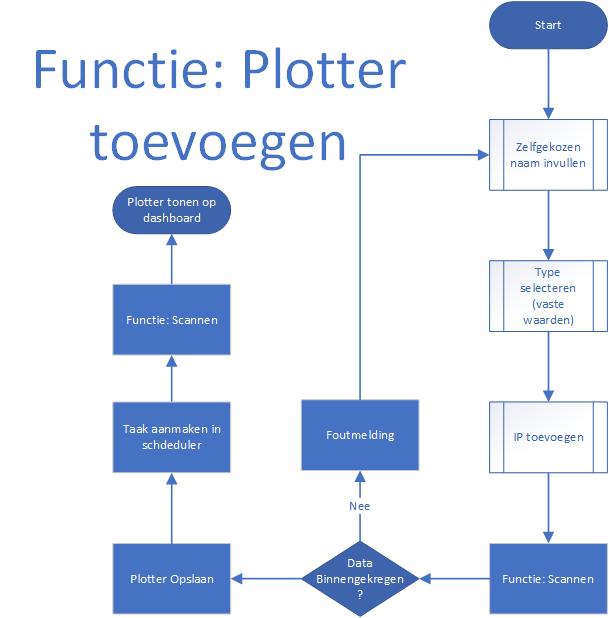 Functie: Plotter
toevoegen
Start
Zelfgekozen
naam invullen
Type
selecteren
(vaste
waarden)
IP toevoegen
Functie: Scannen
Data
Binnengekregen
?
Nee
Foutmelding
Plotter Opslaan
Taak aanmaken in
schdeduler
Functie: Scannen
Plotter tonen op
dashboard